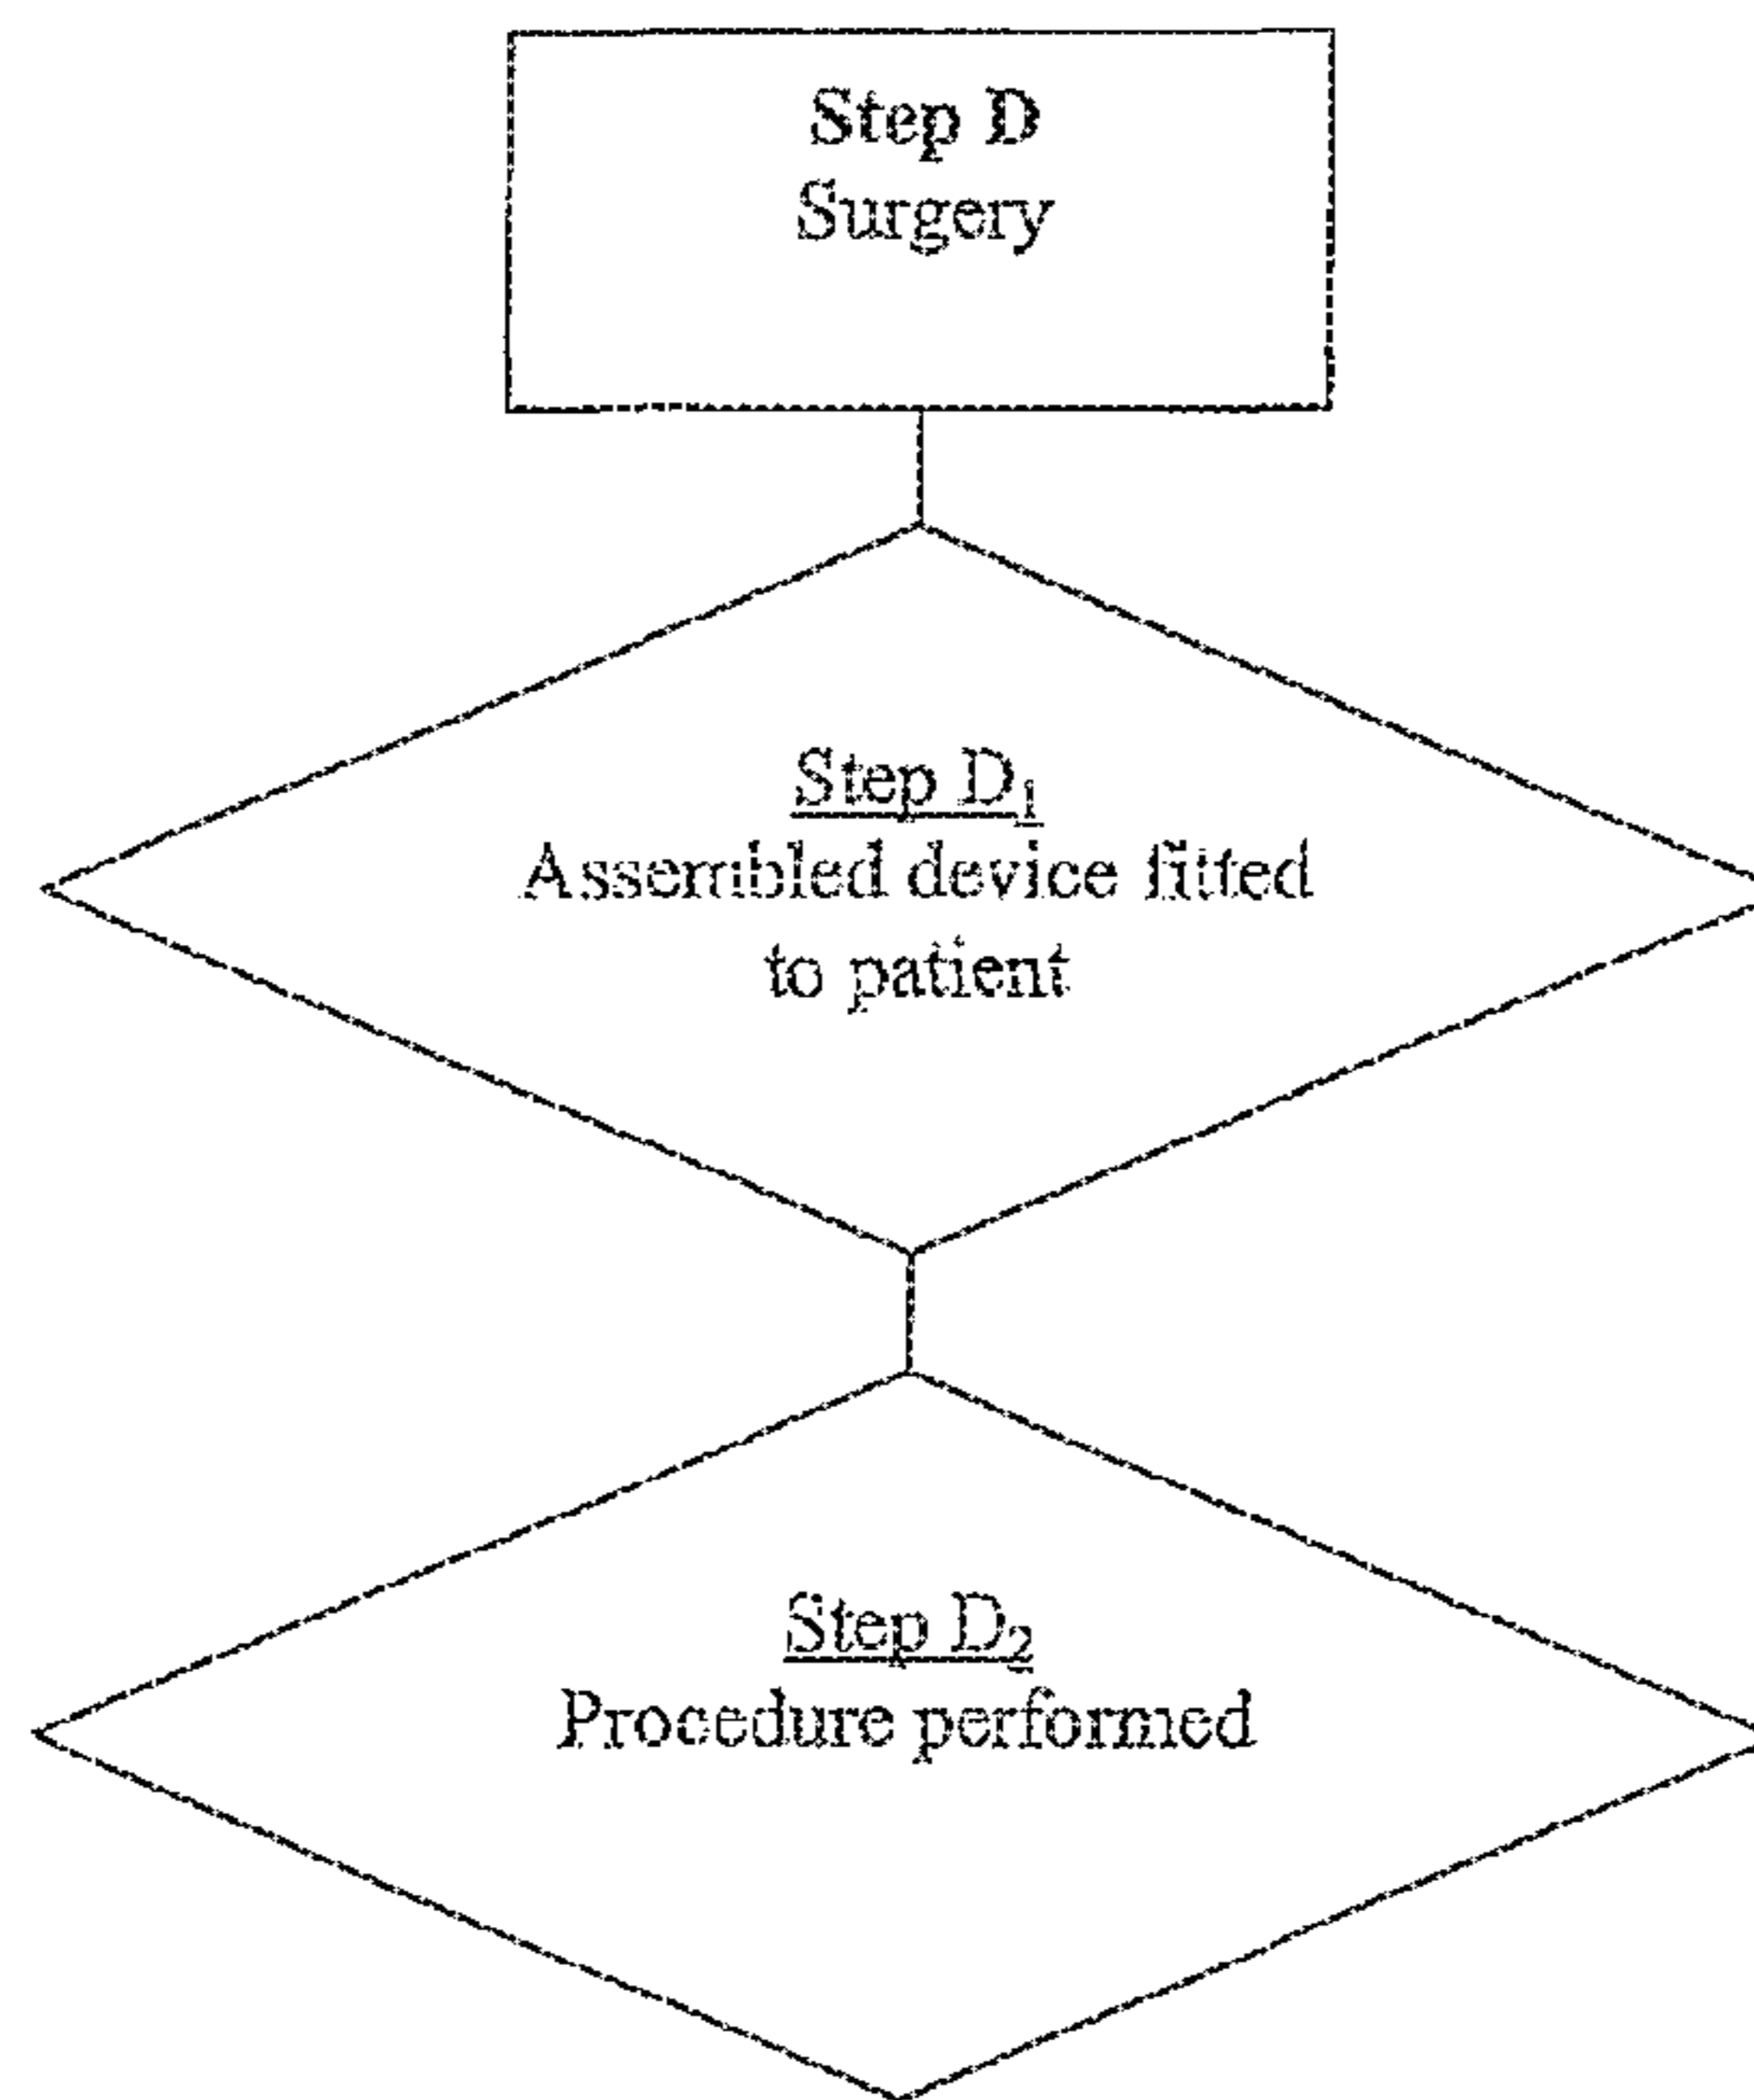 Step D
Surgery
Step D₁
Assembled device fitted
to patient
Step D₂
Procedure performed